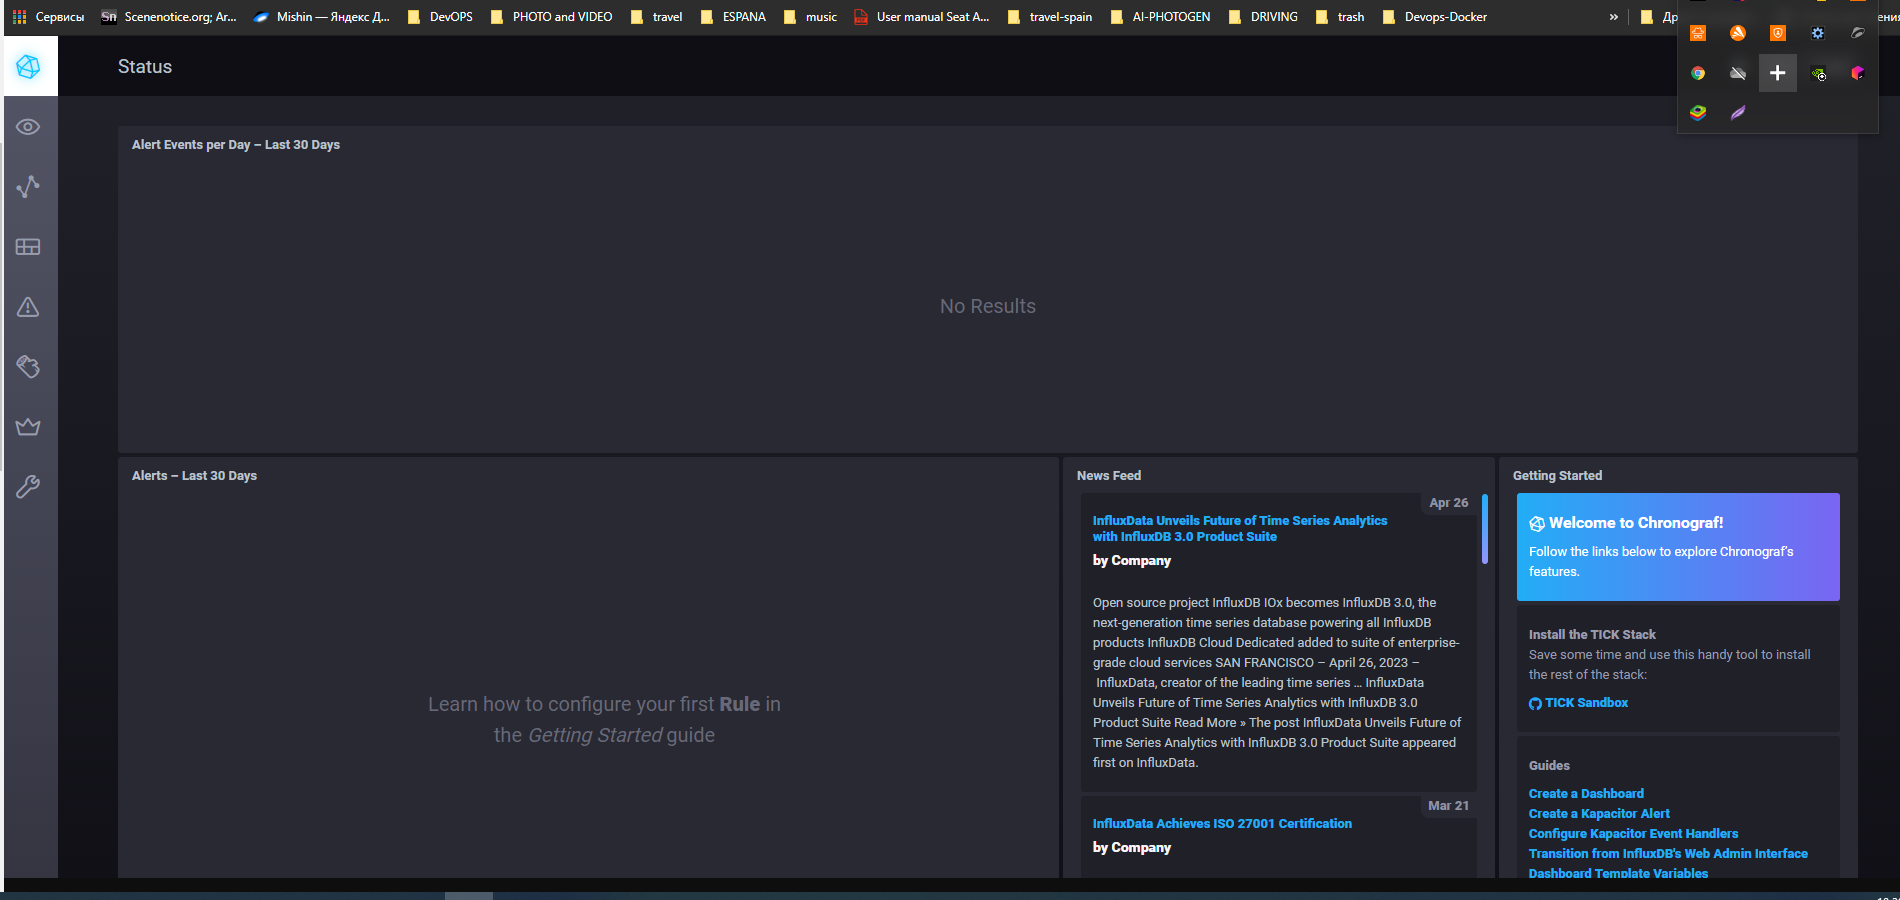 Сервисы
Sn Scenenotice.org; Ar...
Mishin — Яндекс Д...
DevOPS
PHOTO and VIDEO
travel
ESPANA
music
User manual Seat A...
travel-spain
AI-PHOTOGEN
DRIVING
trash
Devops-Docker
»
Status
Alert Events per Day – Last 30 Days
No Results
Alerts – Last 30 Days
Learn how to configure your first Rule in
the Getting Started guide
News Feed
Apr 26
InfluxData Unveils Future of Time Series Analytics
with InfluxDB 3.0 Product Suite
by Company
Open source project InfluxDB IOx becomes InfluxDB 3.0, the
next-generation time series database powering all InfluxDB
products InfluxDB Cloud Dedicated added to suite of enterprise-
grade cloud services SAN FRANCISCO – April 26, 2023 –
InfluxData, creator of the leading time series ... InfluxData
Unveils Future of Time Series Analytics with InfluxDB 3.0
Product Suite Read More » The post InfluxData Unveils Future of
Time Series Analytics with InfluxDB 3.0 Product Suite appeared
first on InfluxData.
Mar 21
InfluxData Achieves ISO 27001 Certification
by Company
Getting Started
Welcome to Chronograf!
Follow the links below to explore Chronograf's
features.
Install the TICK Stack
Save some time and use this handy tool to install
the rest of the stack:
TICK Sandbox
Guides
Create a Dashboard
Create a Kapacitor Alert
Configure Kapacitor Event Handlers
Transition from InfluxDB's Web Admin Interface
Dashboard Template Variables